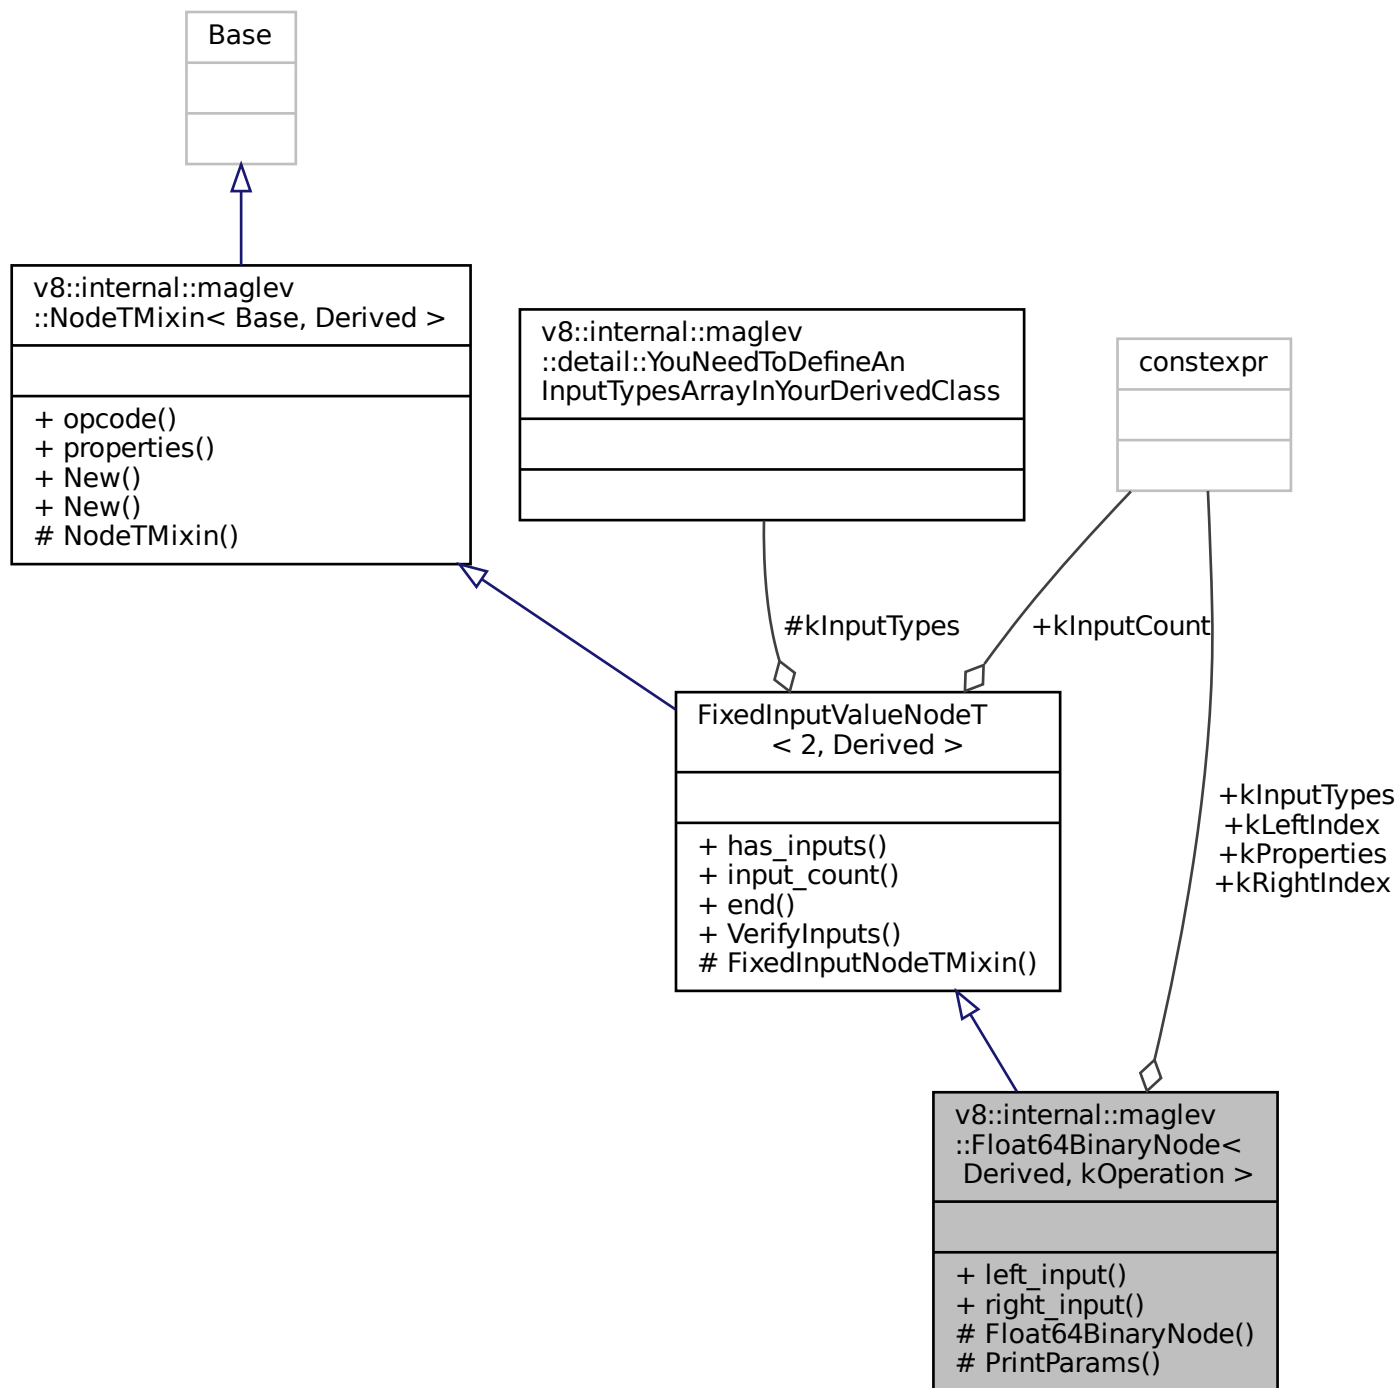 Base
v8::internal::maglev
::NodeTMixin< Base, Derived >
+ opcode()
+ properties()
+ New()
+ New()
# NodeTMixin()
v8::internal::maglev
::detail::YouNeedToDefineAn
InputTypesArrayInYourDerivedClass
constexpr
#kInputTypes
+kInputCount
FixedInputValueNodeT
< 2, Derived >
+ has_inputs()
+ input_count()
+ end()
+ VerifyInputs()
# FixedInputNodeTMixin()
+kInputTypes
+kLeftIndex
+kProperties
+kRightIndex
v8::internal::maglev
::Float64BinaryNode<
Derived, kOperation >
+ left_input()
+ right_input()
# Float64BinaryNode()
# PrintParams()